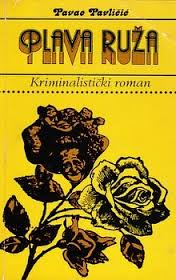 Pavao Pavličić
PLAVA RUŽA
Kriminalistički roman